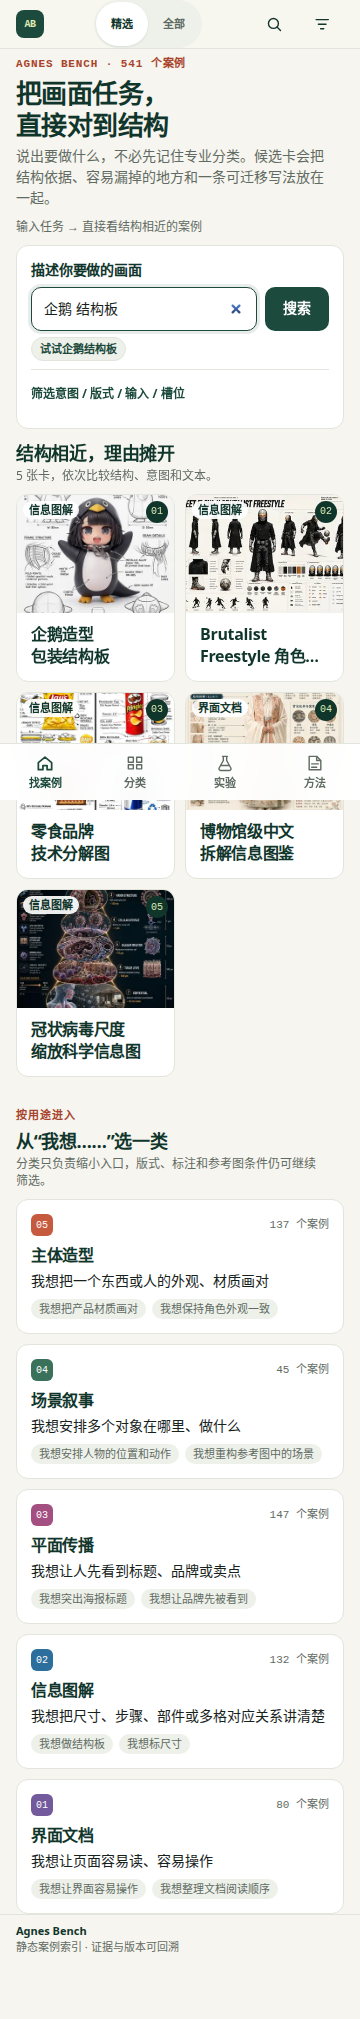 AB
精选
全部
AGNES BENCH · 541 个案例
把画面任务，
直接对到结构
说出要做什么，不必先记住专业分类。候选卡会把
结构依据、容易漏掉的地方和一条可迁移写法放在
一起。
输入任务 → 直接看结构相近的案例
描述你要做的画面
企鹅 结构板
搜索
试试企鹅结构板
筛选意图 / 版式 / 输入 / 槽位
结构相近，理由摊开
5 张卡，依次比较结构、意图和文本。
信息图解
01
企鹅造型
包装结构板
信息图解
02
Brutalist
Freestyle 角色…
信息图解
03
零食品牌
技术分解图
界面文档
04
博物馆级中文
拆解信息图鉴
找案例
分类
实验
方法
信息图解
05
冠状病毒尺度
缩放科学信息图
按用途进入
从“我想……”选一类
分类只负责缩小入口，版式、标注和参考图条件仍可继续
筛选。
05
137 个案例
主体造型
我想把一个东西或人的外观、材质画对
我想把产品材质画对
我想保持角色外观一致
04
45 个案例
场景叙事
我想安排多个对象在哪里、做什么
我想安排人物的位置和动作
我想重构参考图中的场景
03
147 个案例
平面传播
我想让人先看到标题、品牌或卖点
我想突出海报标题
我想让品牌先被看到
02
132 个案例
信息图解
我想把尺寸、步骤、部件或多格对应关系讲清楚
我想做结构板
我想标尺寸
01
80 个案例
界面文档
我想让页面容易读、容易操作
我想让界面容易操作
我想整理文档阅读顺序
Agnes Bench
静态案例索引 · 证据与版本可回溯